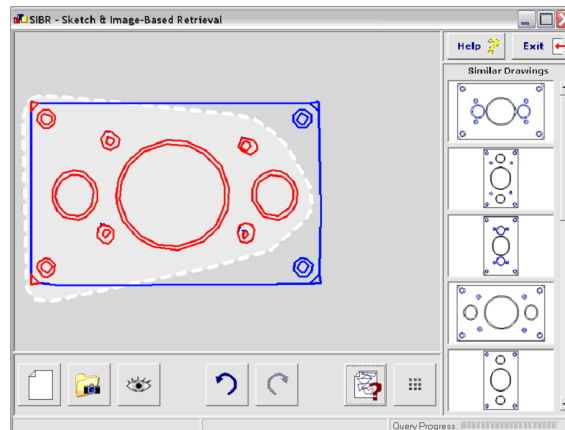 SIBR - Sketch & Image-Based Retrieval
Help
Exit
Similar Drawings
Query Progress: